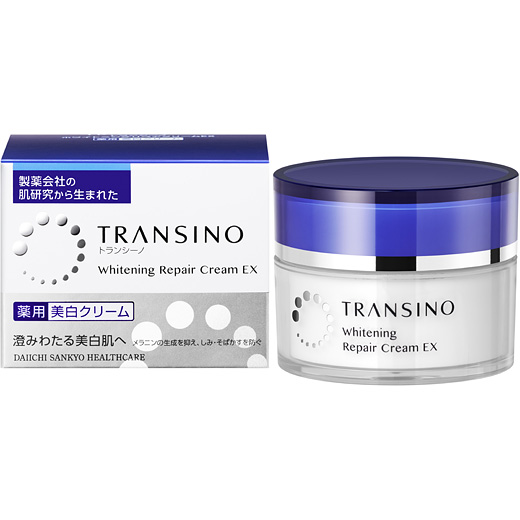 製薬会社の
肌研究から生まれた
TRANSINO
トランシーノ
Whitening Repair Cream EX
薬用 美白クリーム
澄みわたる美白肌へ メラニンの生成を抑え、しみ・そばかすを防ぐ
DAIICHI SANKYO HEALTHCARE
TRANSINO
Whitening
Repair Cream EX